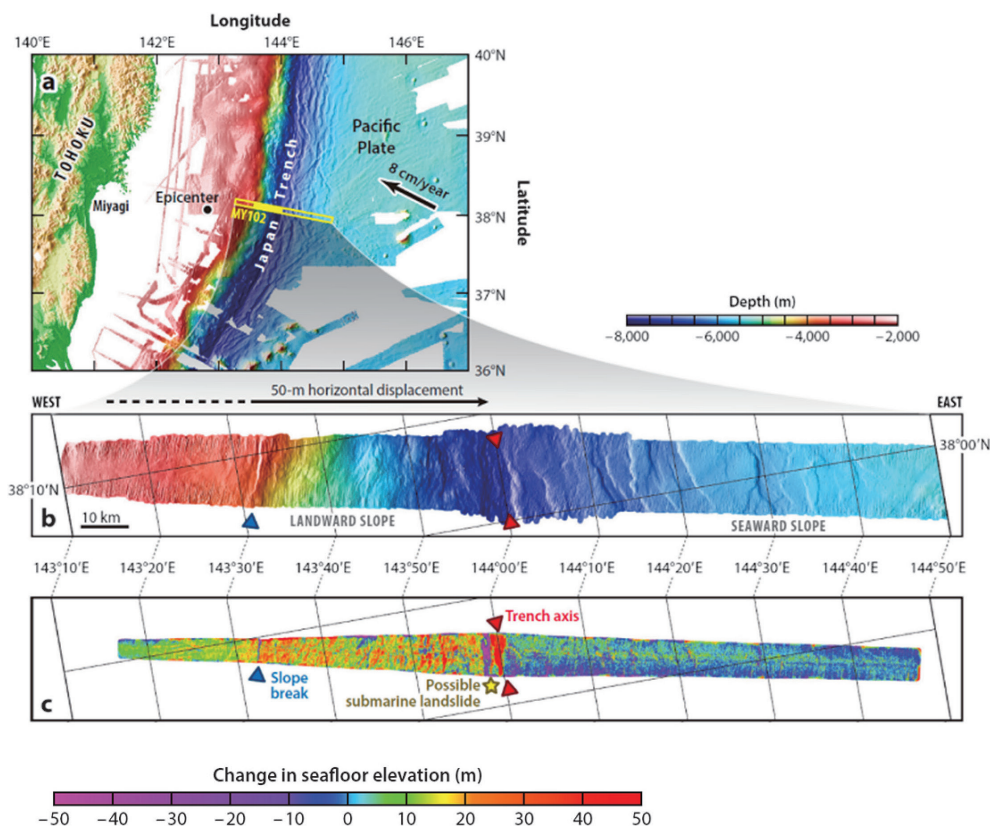 Longitude
140°E 142°E 144°E 146°E
40°N
a
TOHOKU
39°N
Pacific
Plate
8 cm/year
Japan Trench
Epicenter
Miyagi
MY102
38°N
Latitude
37°N
36°N
Depth (m)
−8,000 −6,000 −4,000 −2,000
50-m horizontal displacement
WEST
EAST
38°00′N
38°10′N
b
10 km
LANDWARD SLOPE
SEAWARD SLOPE
143°10′E 143°20′E 143°30′E 143°40′E 143°50′E 144°00′E 144°10′E 144°20′E 144°30′E 144°40′E 144°50′E
Trench axis
Slope
break
Possible
submarine landslide
c
Change in seafloor elevation (m)
−50 −40 −30 −20 −10 0 10 20 30 40 50